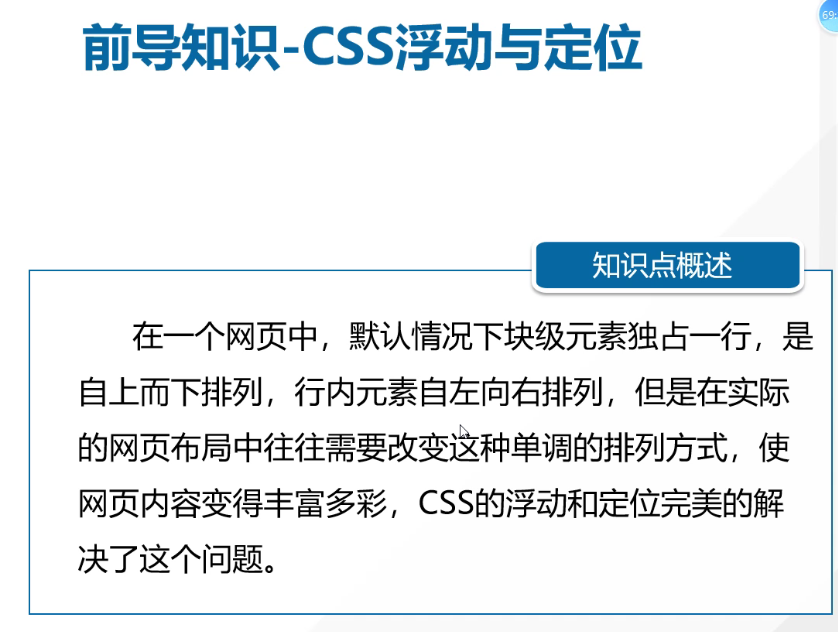 前导知识-CSS浮动与定位
知识点概述
在一个网页中，默认情况下块级元素独占一行，是
自上而下排列，行内元素自左向右排列，但是在实际
的网页布局中往往需要改变这种单调的排列方式，使
网页内容变得丰富多彩，CSS的浮动和定位完美的解
决了这个问题。